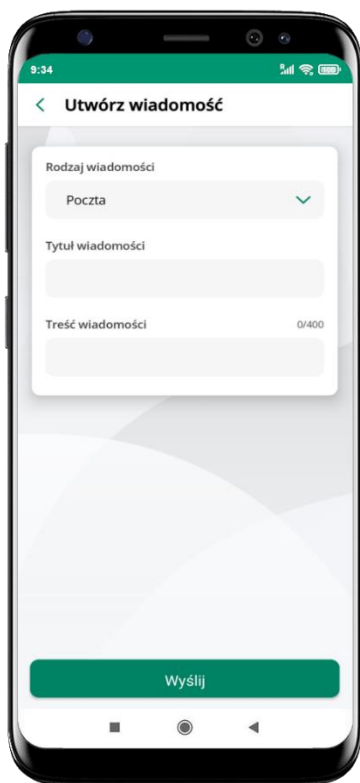 9:34
Utwórz wiadomość
Rodzaj wiadomości
Poczta
Tytuł wiadomości
Treść wiadomości 0/400
Wyślij